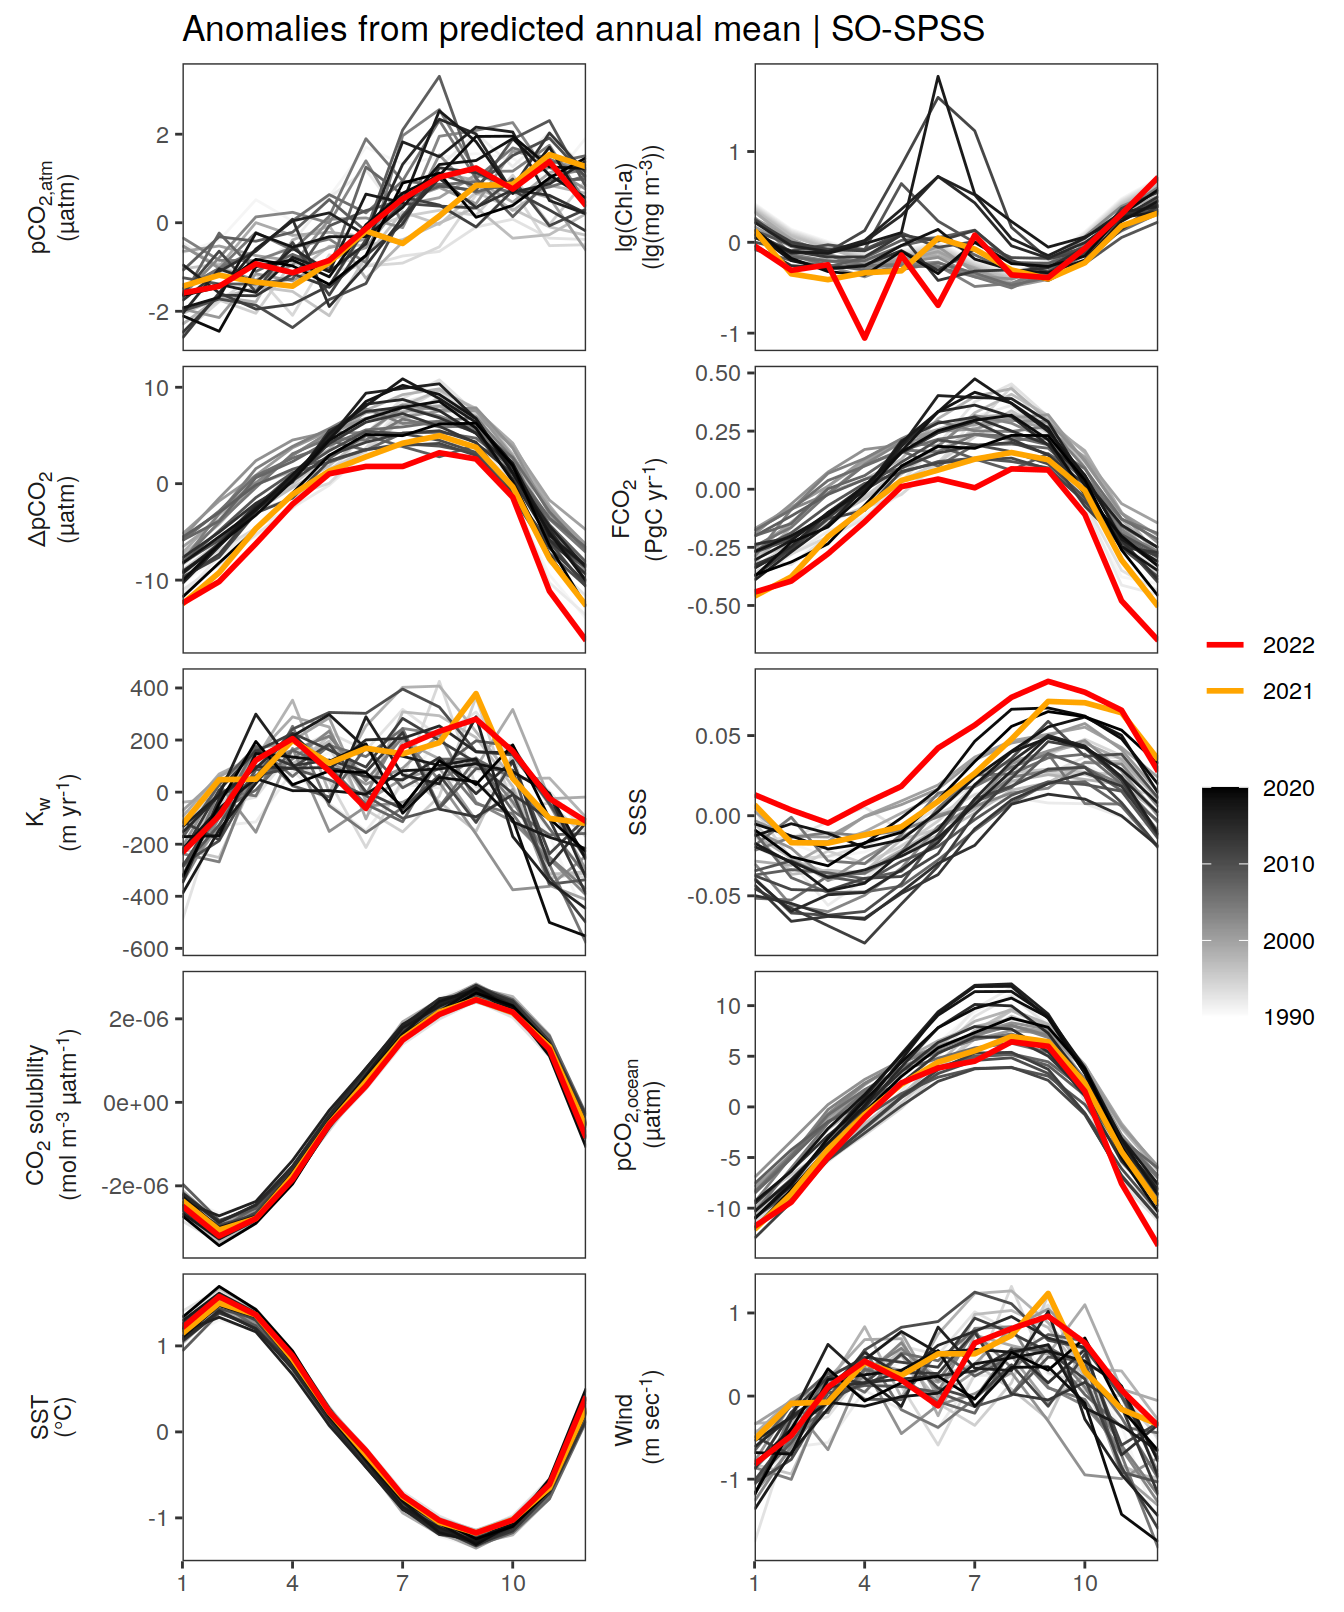 Anomalies from predicted annual mean | SO-SPSS
pCO2,atm
(µatm)
2
0
-2
lg(Chl-a)
(lg(mg m-3))
1
0
-1
ΔpCO2
(µatm)
10
0
-10
FCO2
(PgC yr-1)
0.50
0.25
0.00
-0.25
-0.50
Kw
(m yr-1)
400
200
0
-200
-400
-600
SSS
0.05
0.00
-0.05
CO2 solubility
(mol m-3 µatm-1)
2e-06
0e+00
-2e-06
pCO2,ocean
(µatm)
10
5
0
-5
-10
SST
(°C)
1
0
-1
Wind
(m sec-1)
1
0
-1
1 4 7 10
1 4 7 10
2022
2021
2020
2010
2000
1990